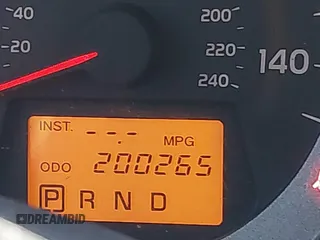 -40
-20
200-
220-
240-
140
INST. --.-
MPG
ODO 200265
P R N D
DREAMBID